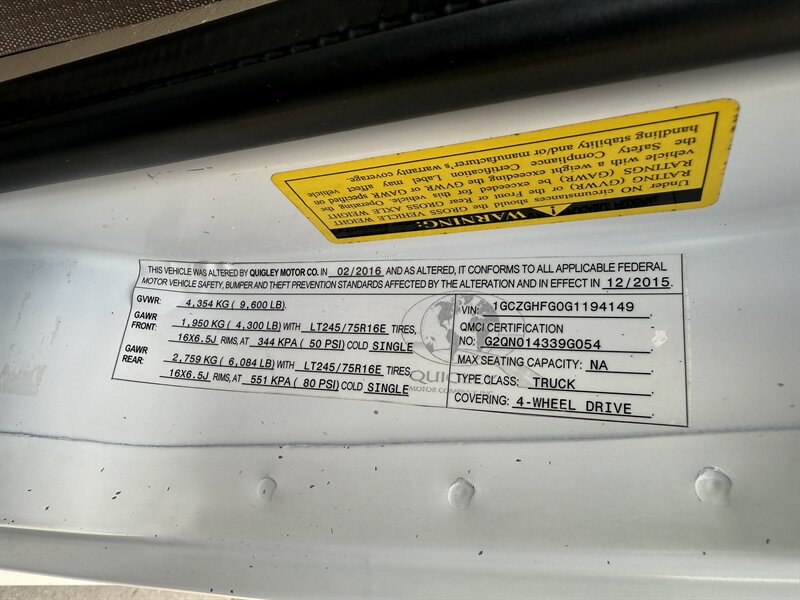 WARNING:
Under NO circumstances should the GROSS VEHICLE WEIGHT
RATINGS (GVWR) or the Front or Rear GROSS AXLE WEIGHT
RATINGS (GAWR) be exceeded for this vehicle. Operating the
vehicle with a weight exceeding the GVWR or GAWR specified on
the Safety Compliance Certification Label may affect vehicle
handling stability and/or manufacturer's warranty coverage.
THIS VEHICLE WAS ALTERED BY QUIGLEY MOTOR CO. IN 02/2016 AND AS ALTERED, IT CONFORMS TO ALL APPLICABLE FEDERAL
MOTOR VEHICLE SAFETY, BUMPER AND THEFT PREVENTION STANDARDS AFFECTED BY THE ALTERATION AND IN EFFECT IN 12/2015.
GVWR: 4,354 KG ( 9,600 LB).
GAWR
FRONT: 1,950 KG ( 4,300 LB) WITH LT245/75R16E TIRES,
16X6.5J RIMS, AT 344 KPA ( 50 PSI) COLD SINGLE
GAWR
REAR: 2,759 KG ( 6,084 LB) WITH LT245/75R16E TIRES,
16X6.5J RIMS, AT 551 KPA ( 80 PSI) COLD SINGLE
VIN: 1GCZGHFG0G1194149
QMCI CERTIFICATION
NO: G2QN014339G054
MAX SEATING CAPACITY: NA
TYPE CLASS: TRUCK
COVERING: 4-WHEEL DRIVE